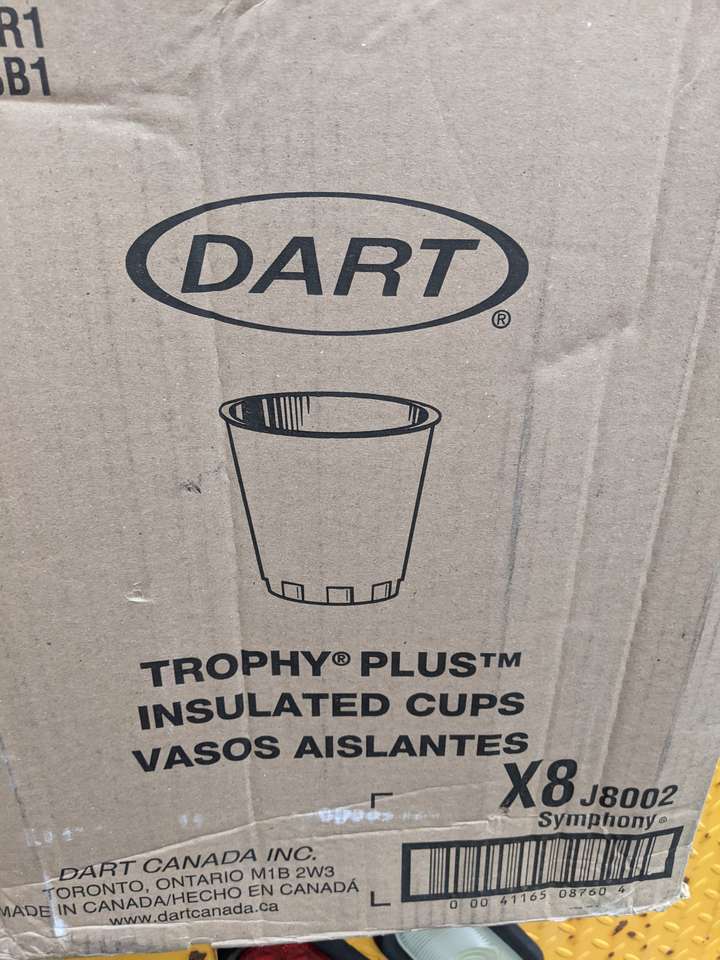 R1
B1
DART®
TROPHY® PLUS™
INSULATED CUPS
VASOS AISLANTES
X8 J8002
Symphony®
DART CANADA INC.
TORONTO, ONTARIO M1B 2W3
MADE IN CANADA/HECHO EN CANADÁ
www.dartcanada.ca
0 00 41165 08760 4